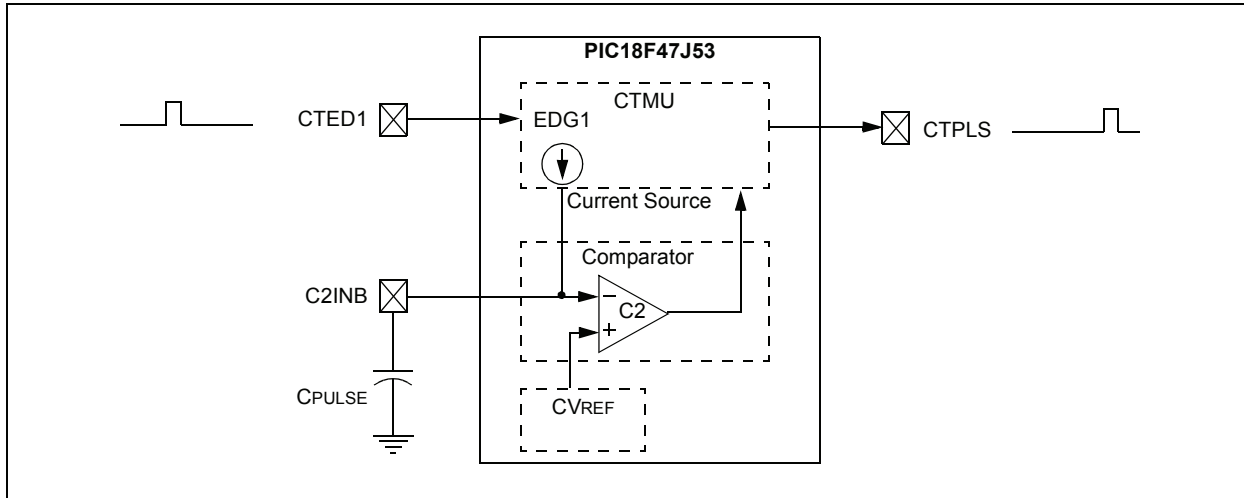 PIC18F47J53
CTMU
CTED1
EDG1
CTPLS
Current Source
Comparator
C2INB
−
C2
+
CPULSE
CVREF